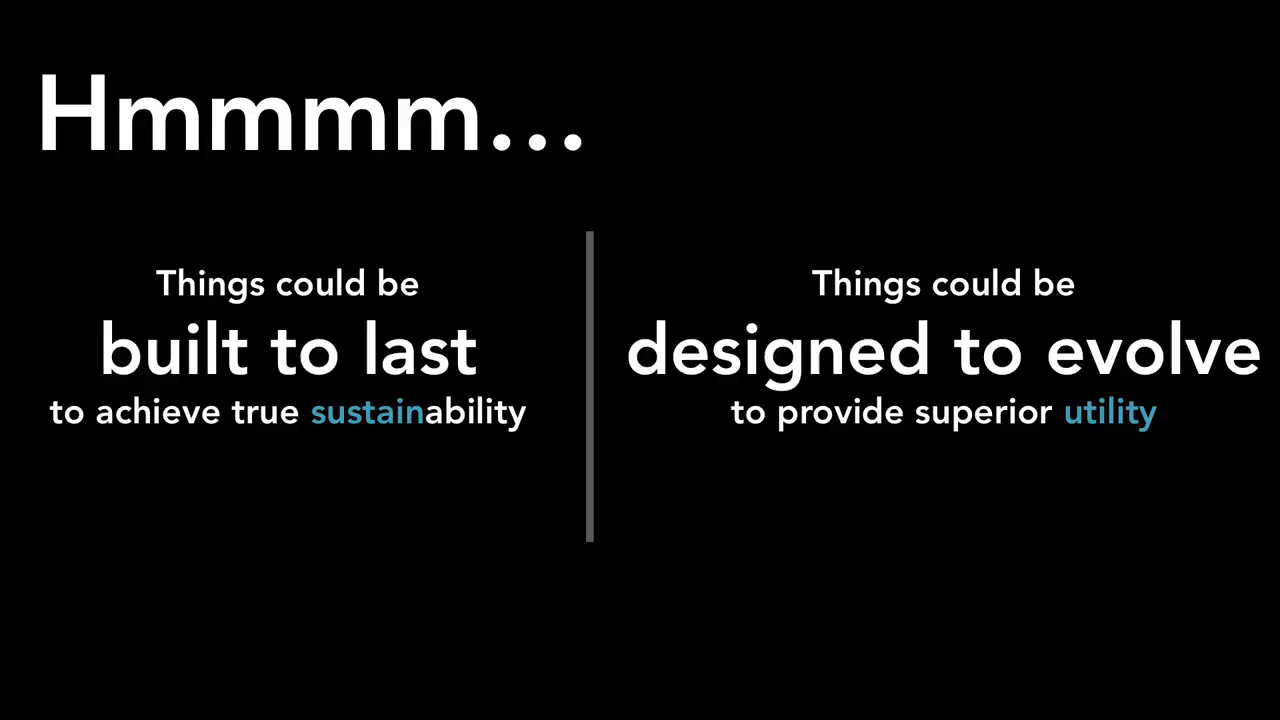 Hmmmm...
Things could be
built to last
to achieve true sustainability
Things could be
designed to evolve
to provide superior utility